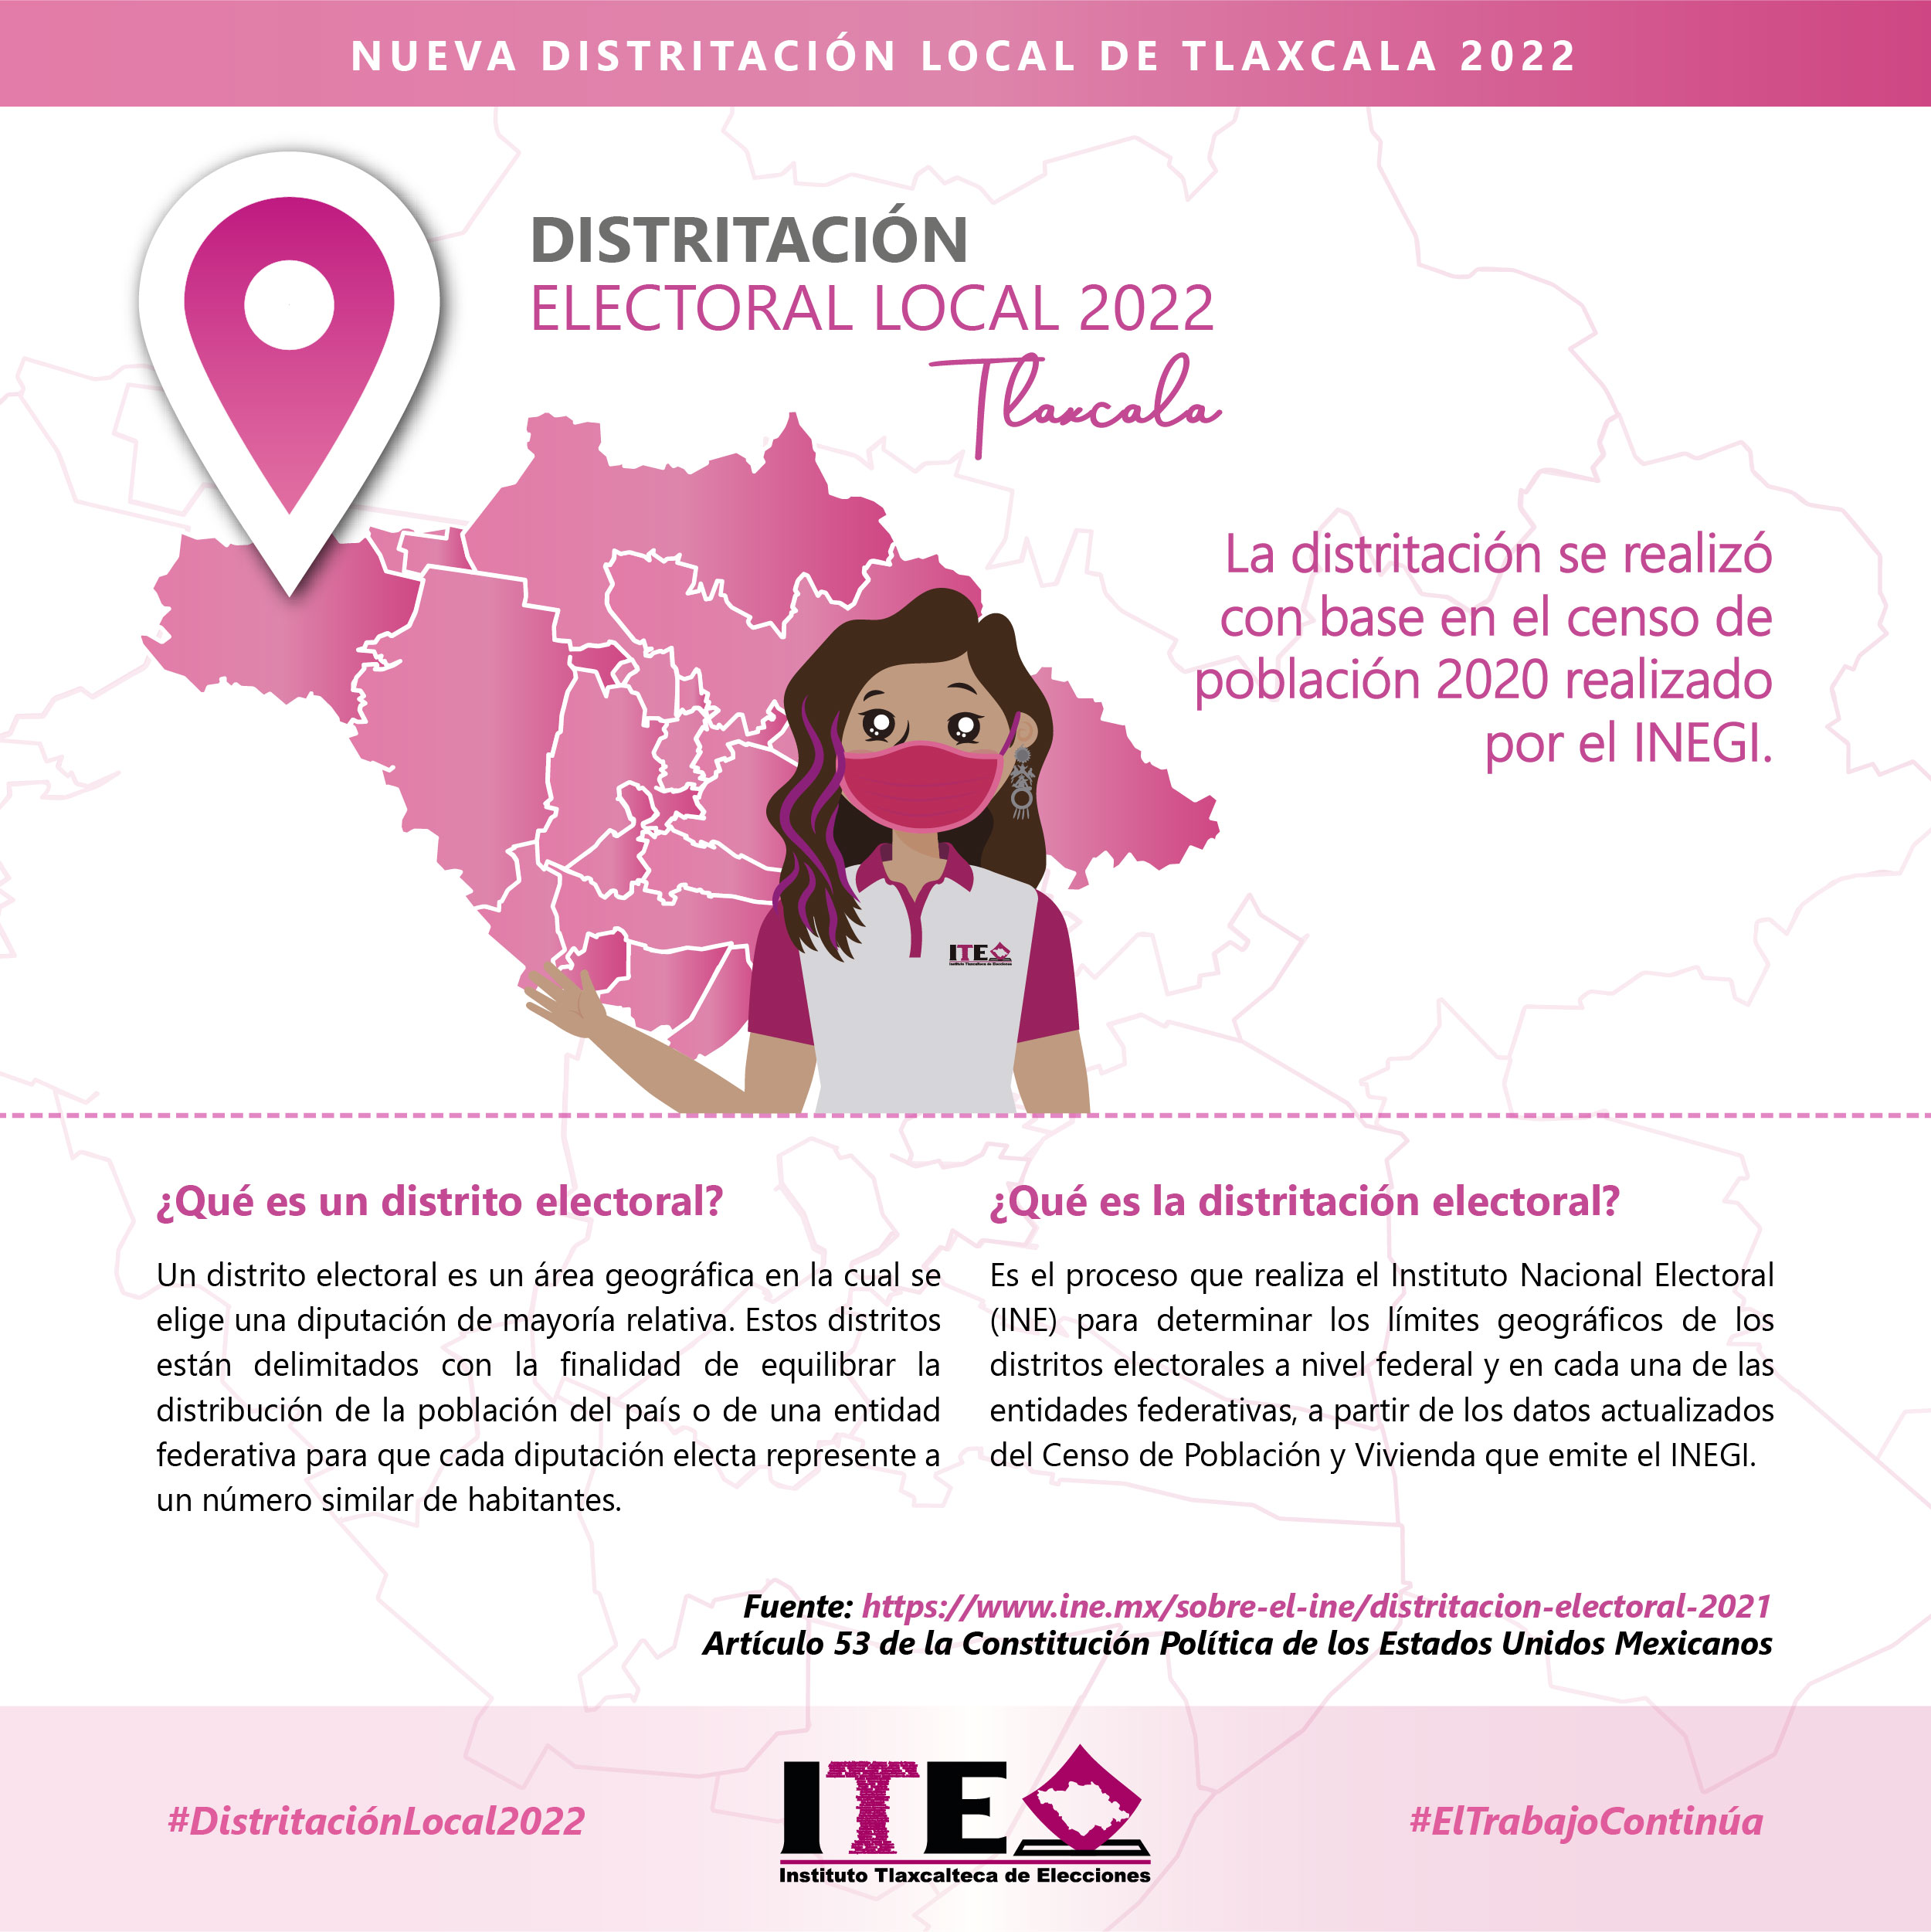 NUEVA DISTRITACIÓN LOCAL DE TLAXCALA 2022
DISTRITACIÓN
ELECTORAL LOCAL 2022
Tlaxcala
La distritación se realizó
con base en el censo de
población 2020 realizado
por el INEGI.
ITE
Instituto Tlaxcalteca de Elecciones
¿Qué es un distrito electoral?
Un distrito electoral es un área geográfica en la cual se
elige una diputación de mayoría relativa. Estos distritos
están delimitados con la finalidad de equilibrar la
distribución de la población del país o de una entidad
federativa para que cada diputación electa represente a
un número similar de habitantes.
¿Qué es la distritación electoral?
Es el proceso que realiza el Instituto Nacional Electoral
(INE) para determinar los límites geográficos de los
distritos electorales a nivel federal y en cada una de las
entidades federativas, a partir de los datos actualizados
del Censo de Población y Vivienda que emite el INEGI.
Fuente: https://www.ine.mx/sobre-el-ine/distritacion-electoral-2021
Artículo 53 de la Constitución Política de los Estados Unidos Mexicanos
#DistritaciónLocal2022
ITE
Instituto Tlaxcalteca de Elecciones
#ElTrabajoContinúa